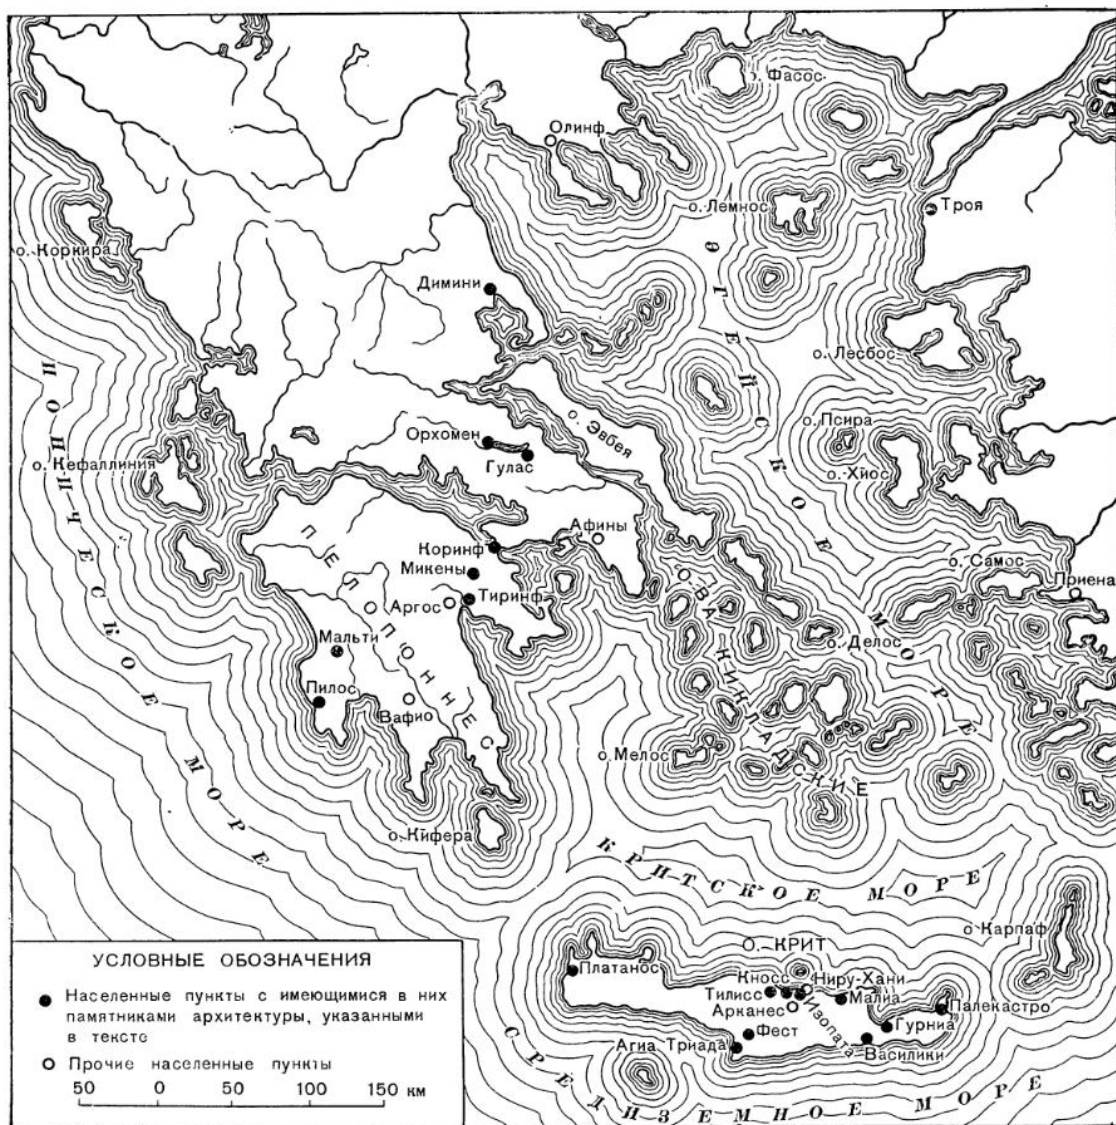 о. Фасос
Олинф
о. Лемнос
Троя
о. Коркира
Димини
ЭГЕЙСКОЕ МОРЕ
о. Лесбос
о. Псира
Орхомен
о. Эвбея
о. Кефаллиния
Гулас
о. Хиос
ИОНИЧЕСКОЕ МОРЕ
Афины
Коринф
о. Самос
Микены
Приена
ПЕЛОПОННЕС
Аргос
Тиринф
О-ВА КИКЛАДСКИЕ
Мальти
о. Делос
Пилос
Вафио
о. Мелос
о. Кифера
КРИТСКОЕ МОРЕ
о Карпаф
О. КРИТ
Платанос
Кносс
Ниру-Хани
Тилисс
Малиа
Палекастро
Арканес
Изопата
Гурниа
Фест
Агиа Триада
Василики
СРЕДИЗЕМНОЕ МОРЕ
УСЛОВНЫЕ ОБОЗНАЧЕНИЯ
Населенные пункты с имеющимися в них
памятниками архитектуры, указанными
в тексте
Прочие населенные пункты
50 0 50 100 150 км